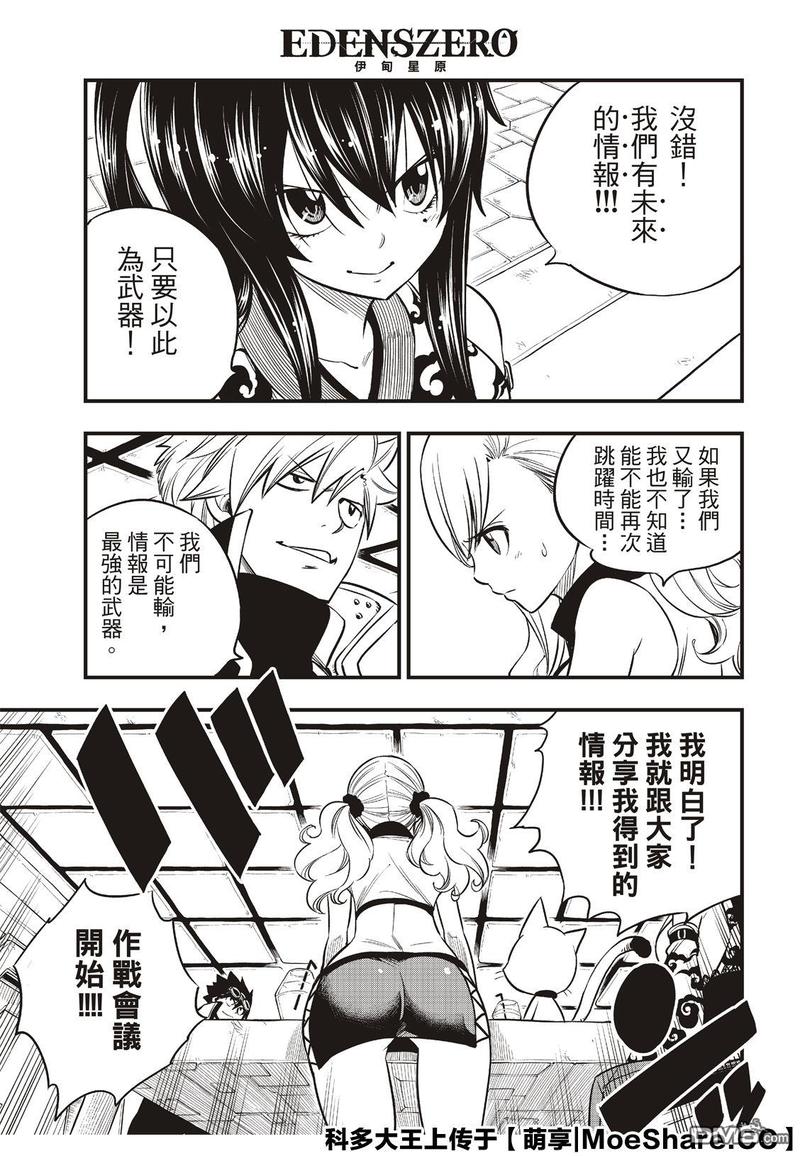 EDENSZERO
伊甸星原
沒錯！
我們有未來
的情報!!!
只要以此
為武器！
如果我們
又輸了…
我也不知道
能不能再次
跳躍時間…
我們
不可能輸，
情報是
最強的武器。
我明白了！
我就跟大家
分享我得到的
情報!!!
作戰會議
開始!!!!
科多大王上传于【萌享|MoeShare.CC】